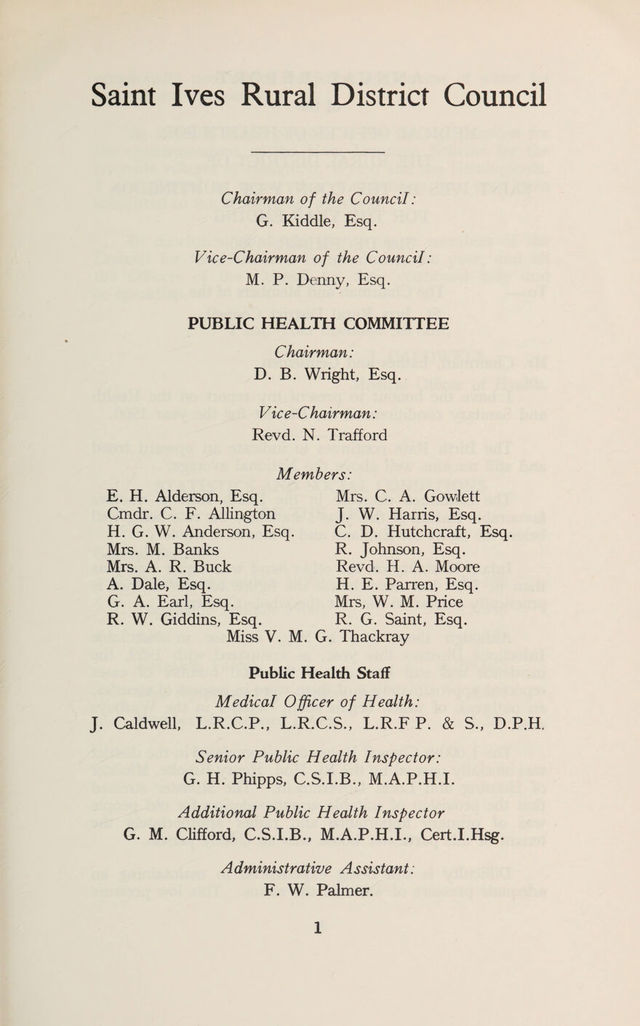 Saint Ives Rural District Council
Chairman of the Council:
G. Kiddle, Esq.
Vice-Chairman of the Council:
M. P. Denny, Esq.
PUBLIC HEALTH COMMITTEE
Chairman:
D. B. Wright, Esq.
Vice-Chairman:
Revd. N. Trafford
Members:
E. H. Alderson, Esq. Mrs. C. A. Gowlett
Cmdr. C. F. Allington J. W. Harris, Esq.
H. G. W. Anderson, Esq. C. D. Hutchcraft, Esq.
Mrs. M. Banks R. Johnson, Esq.
Mrs. A. R. Buck Revd. H. A. Moore
A. Dale, Esq. H. E. Parren, Esq.
G. A. Earl, Esq. Mrs, W. M. Price
R. W. Giddins, Esq. R. G. Saint, Esq.
Miss V. M. G. Thackray
Public Health Staff
Medical Officer of Health:
J. Caldwell, L.R.C.P., L.R.C.S., L.R.F P. & S., D.P.H.
Senior Public Health Inspector:
G. H. Phipps, C.S.I.B., M.A.P.H.I.
Additional Public Health Inspector
G. M. Clifford, C.S.I.B., M.A.P.H.I., Cert.I.Hsg.
Administrative Assistant:
F. W. Palmer.
1